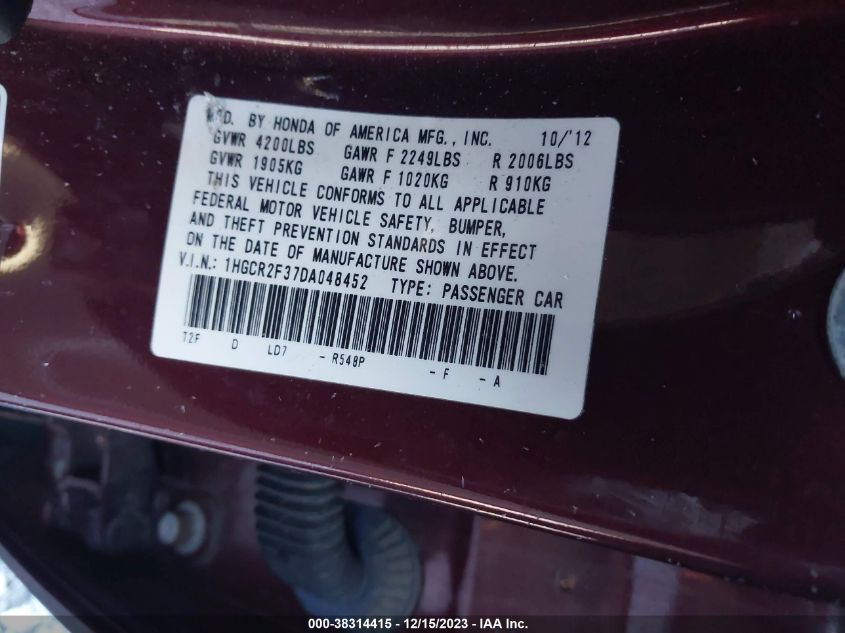 MFD. BY HONDA OF AMERICA MFG., INC. 10/'12
GVWR 4200LBS GAWR F 2249LBS R 2006LBS
GVWR 1905KG GAWR F 1020KG R 910KG
THIS VEHICLE CONFORMS TO ALL APPLICABLE
FEDERAL MOTOR VEHICLE SAFETY, BUMPER,
AND THEFT PREVENTION STANDARDS IN EFFECT
ON THE DATE OF MANUFACTURE SHOWN ABOVE.
V.I.N.: 1HGCR2F37DA048452 TYPE: PASSENGER CAR
T2F D LD7 - R548P - F - A
000-38314415 - 12/15/2023 - IAA Inc.